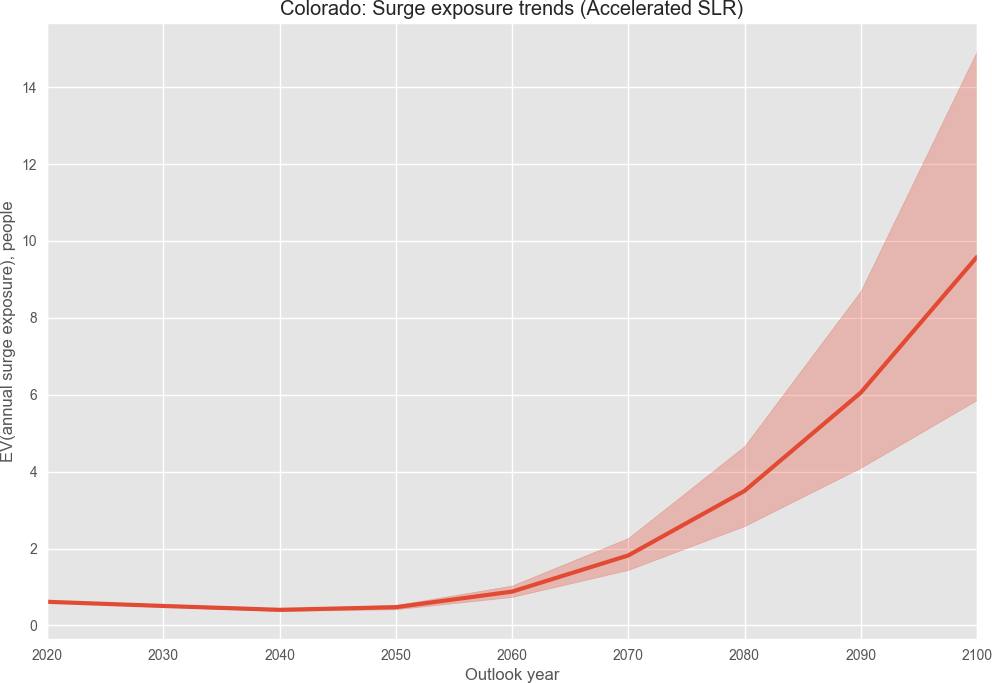 Colorado: Surge exposure trends (Accelerated SLR)
EV(annual surge exposure), people
14
12
10
8
6
4
2
0
2020 2030 2040 2050 2060 2070 2080 2090 2100
Outlook year